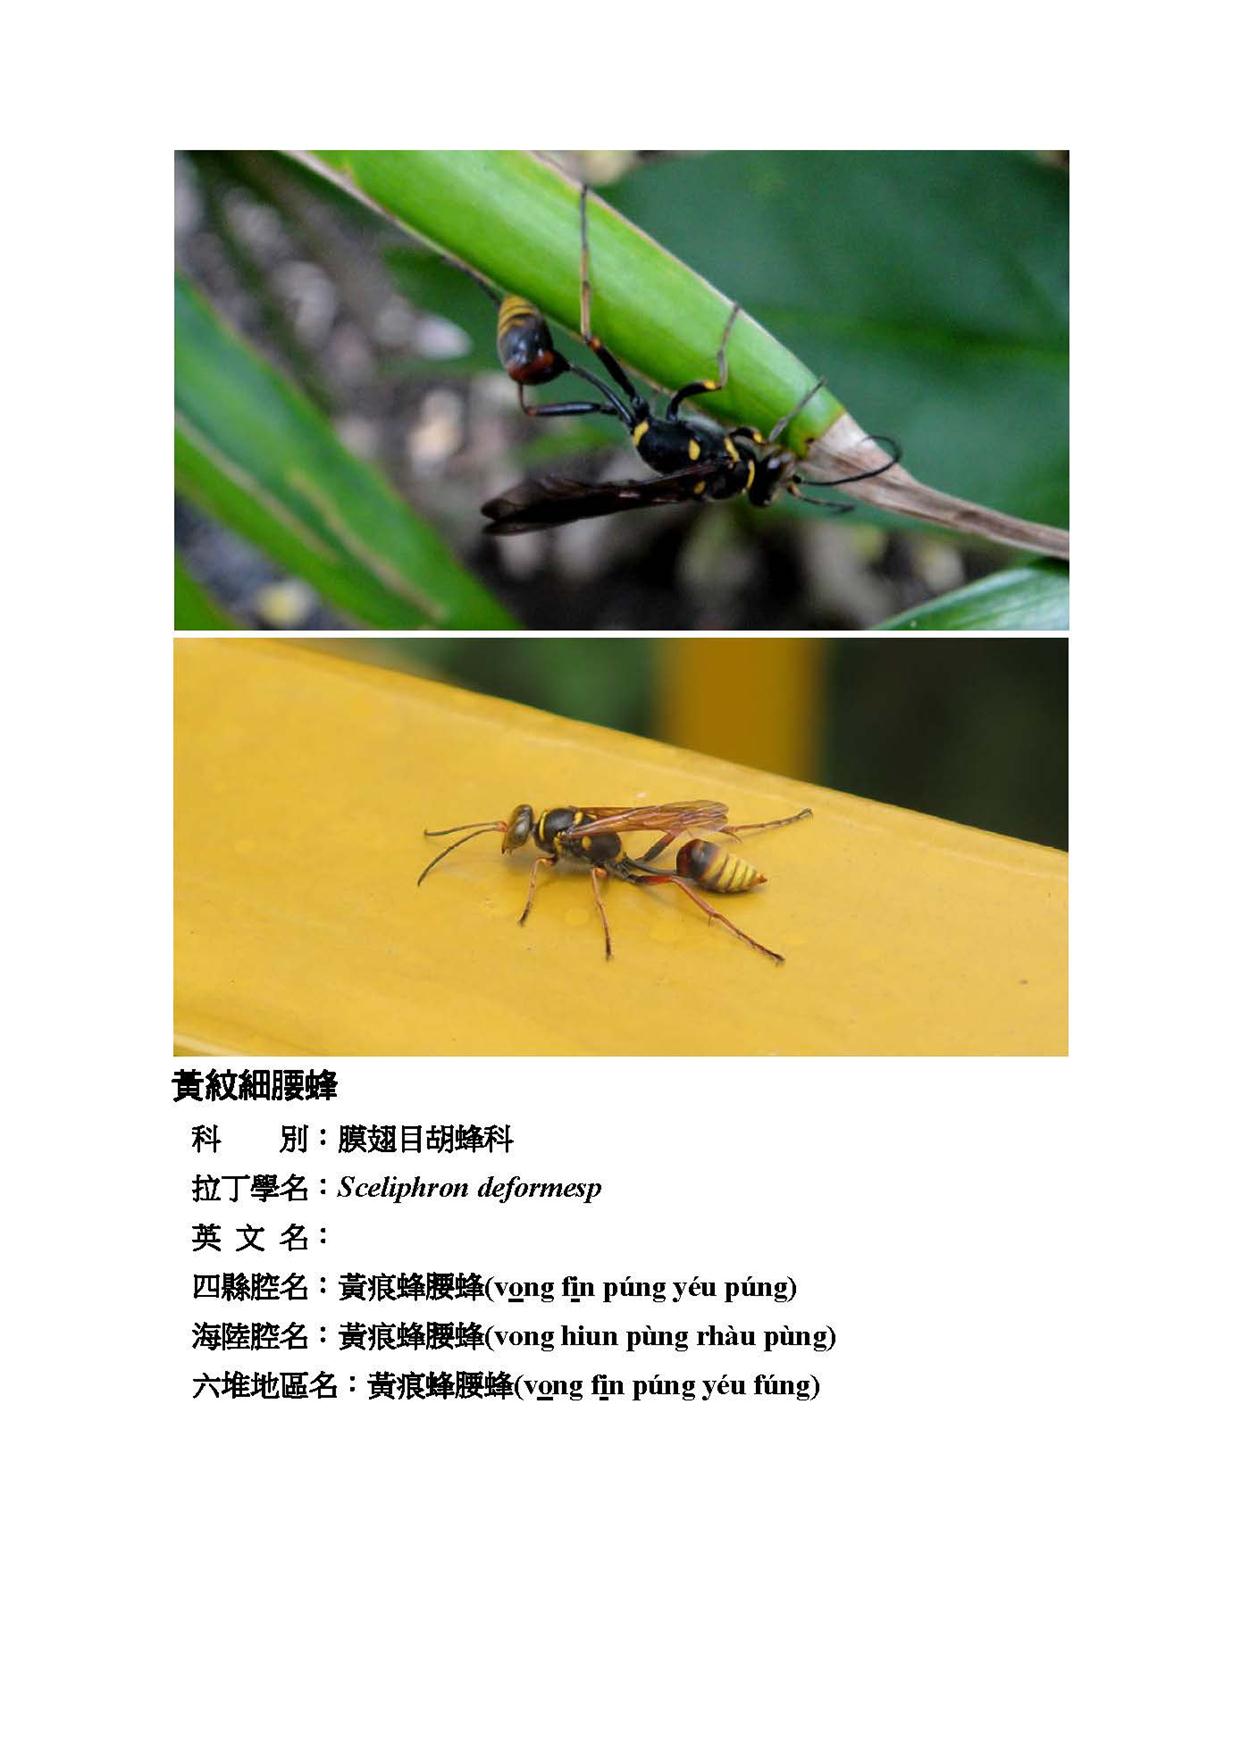 黃紋細腰蜂
科　　別：膜翅目胡蜂科
拉丁學名：Sceliphron deformesp
英 文 名：
四縣腔名：黃痕蜂腰蜂(vo̲ng fi̲n púng yéu púng)
海陸腔名：黃痕蜂腰蜂(vong hiun pùng rhàu pùng)
六堆地區名：黃痕蜂腰蜂(vo̲ng fi̲n púng yéu fúng)